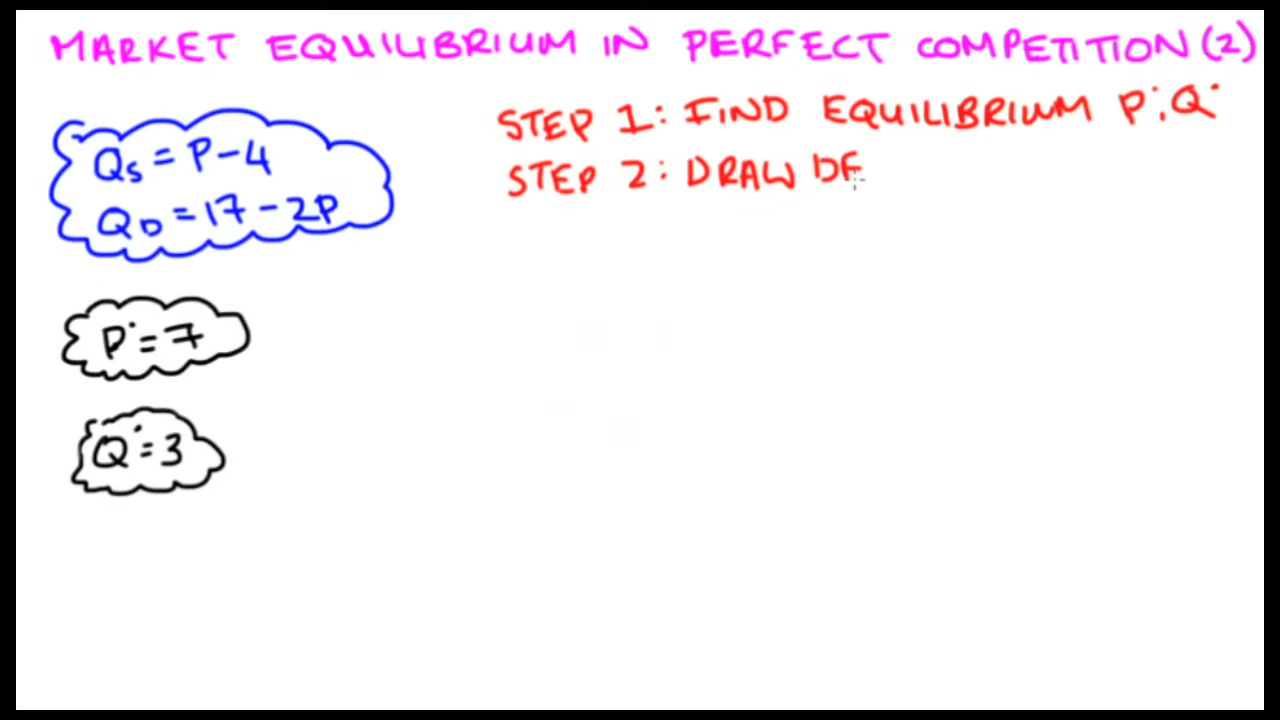 MARKET EQUILIBRIUM IN PERFECT COMPETITION (2)
STEP 1: FIND EQUILIBRIUM P*, Q*
STEP 2: DRAW DE
Qs = P - 4
QD = 17 - 2P
P* = 7
Q* = 3